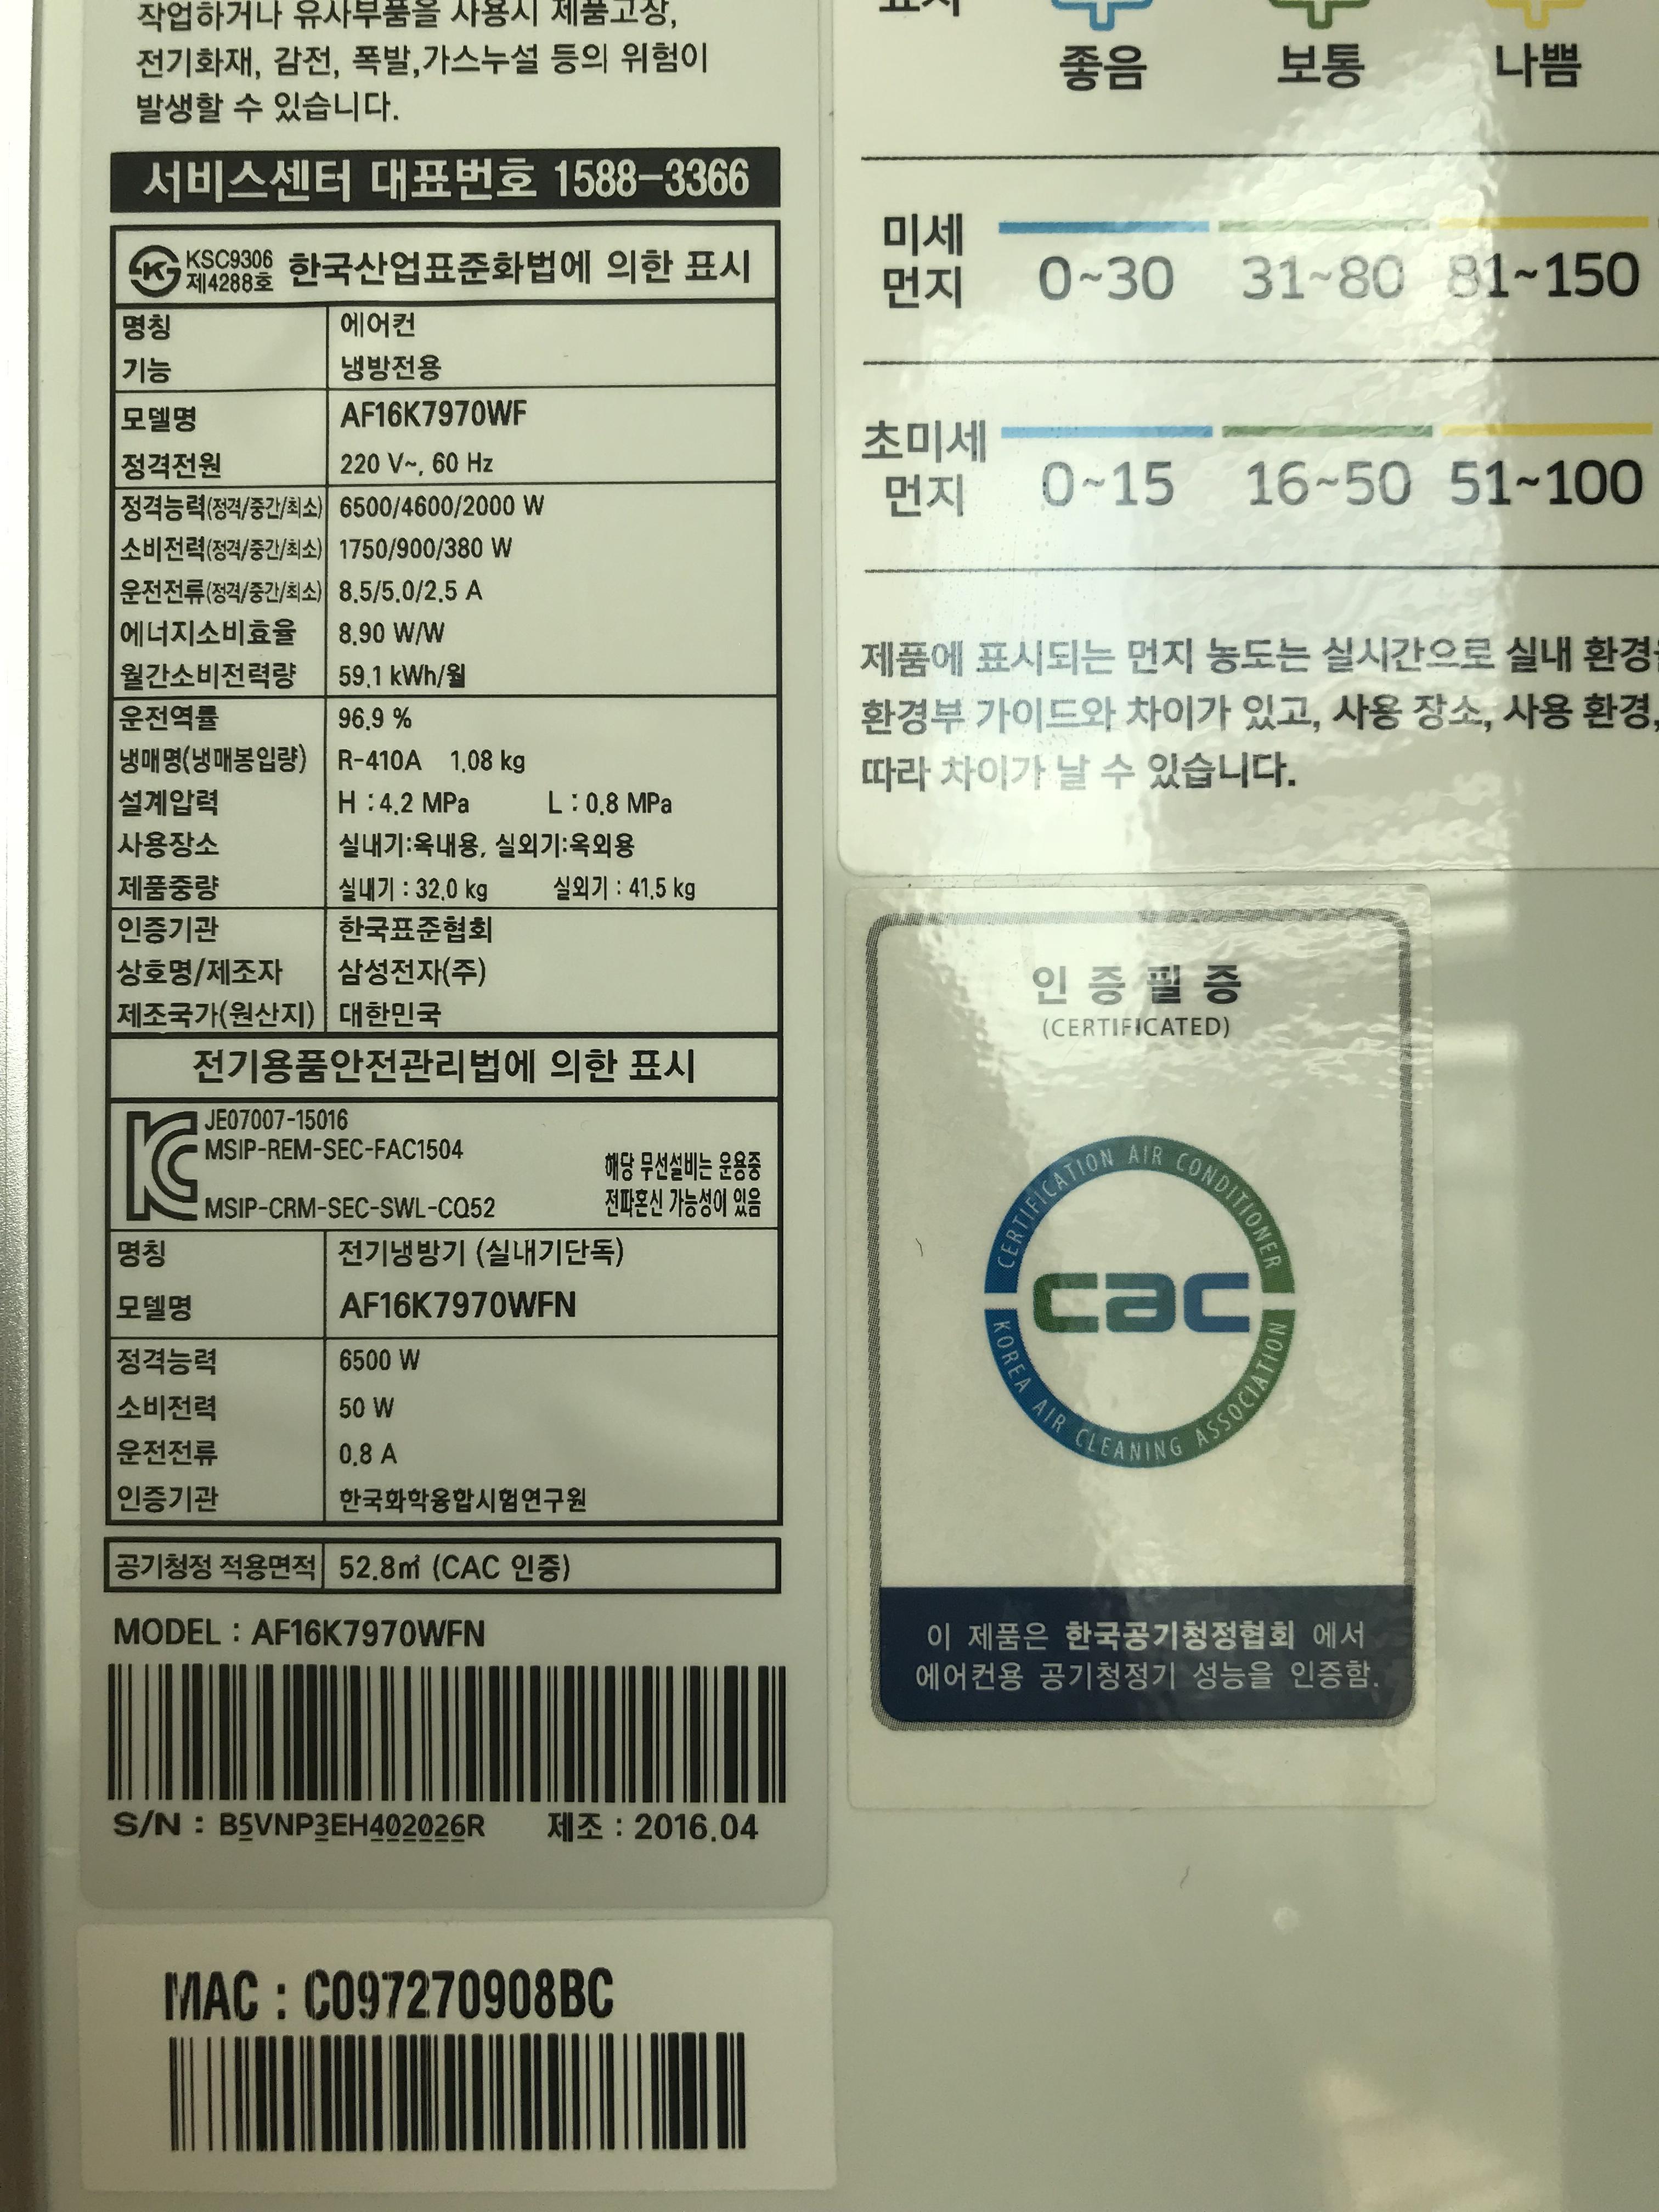 작업하거나 유사부품을 사용시 제품고장,
전기화재, 감전, 폭발,가스누설 등의 위험이
발생할 수 있습니다.
서비스센터 대표번호 1588-3366
KSC9306
제4288호
한국산업표준화법에 의한 표시
명칭 에어컨
기능 냉방전용
모델명 AF16K7970WF
정격전원 220 V~, 60 Hz
정격능력(정격/중간/최소) 6500/4600/2000 W
소비전력(정격/중간/최소) 1750/900/380 W
운전전류(정격/중간/최소) 8.5/5.0/2.5 A
에너지소비효율 8.90 W/W
월간소비전력량 59.1 kWh/월
운전역률 96.9 %
냉매명(냉매봉입량) R-410A 1.08 kg
설계압력 H : 4.2 MPa L : 0.8 MPa
사용장소 실내기:옥내용, 실외기:옥외용
제품중량 실내기 : 32.0 kg 실외기 : 41.5 kg
인증기관 한국표준협회
상호명/제조자 삼성전자(주)
제조국가(원산지) 대한민국
전기용품안전관리법에 의한 표시
JE07007-15016
MSIP-REM-SEC-FAC1504
MSIP-CRM-SEC-SWL-CQ52
해당 무선설비는 운용중
전파혼신 가능성이 있음
명칭 전기냉방기 (실내기단독)
모델명 AF16K7970WFN
정격능력 6500 W
소비전력 50 W
운전전류 0.8 A
인증기관 한국화학융합시험연구원
공기청정 적용면적 52.8㎡ (CAC 인증)
MODEL : AF16K7970WFN
S/N : B5VNP3EH402026R 제조 : 2016.04
MAC : C097270908BC
표시
좋음 보통 나쁨
미세
먼지
0~30 31~80 81~150
초미세
먼지
0~15 16~50 51~100
제품에 표시되는 먼지 농도는 실시간으로 실내 환경
환경부 가이드와 차이가 있고, 사용 장소, 사용 환경,
따라 차이가 날 수 있습니다.
인증필증
(CERTIFICATED)
CERTIFICATION AIR CONDITIONER
cac
KOREA AIR CLEANING ASSOCIATION
이 제품은 한국공기청정협회 에서
에어컨용 공기청정기 성능을 인증함.